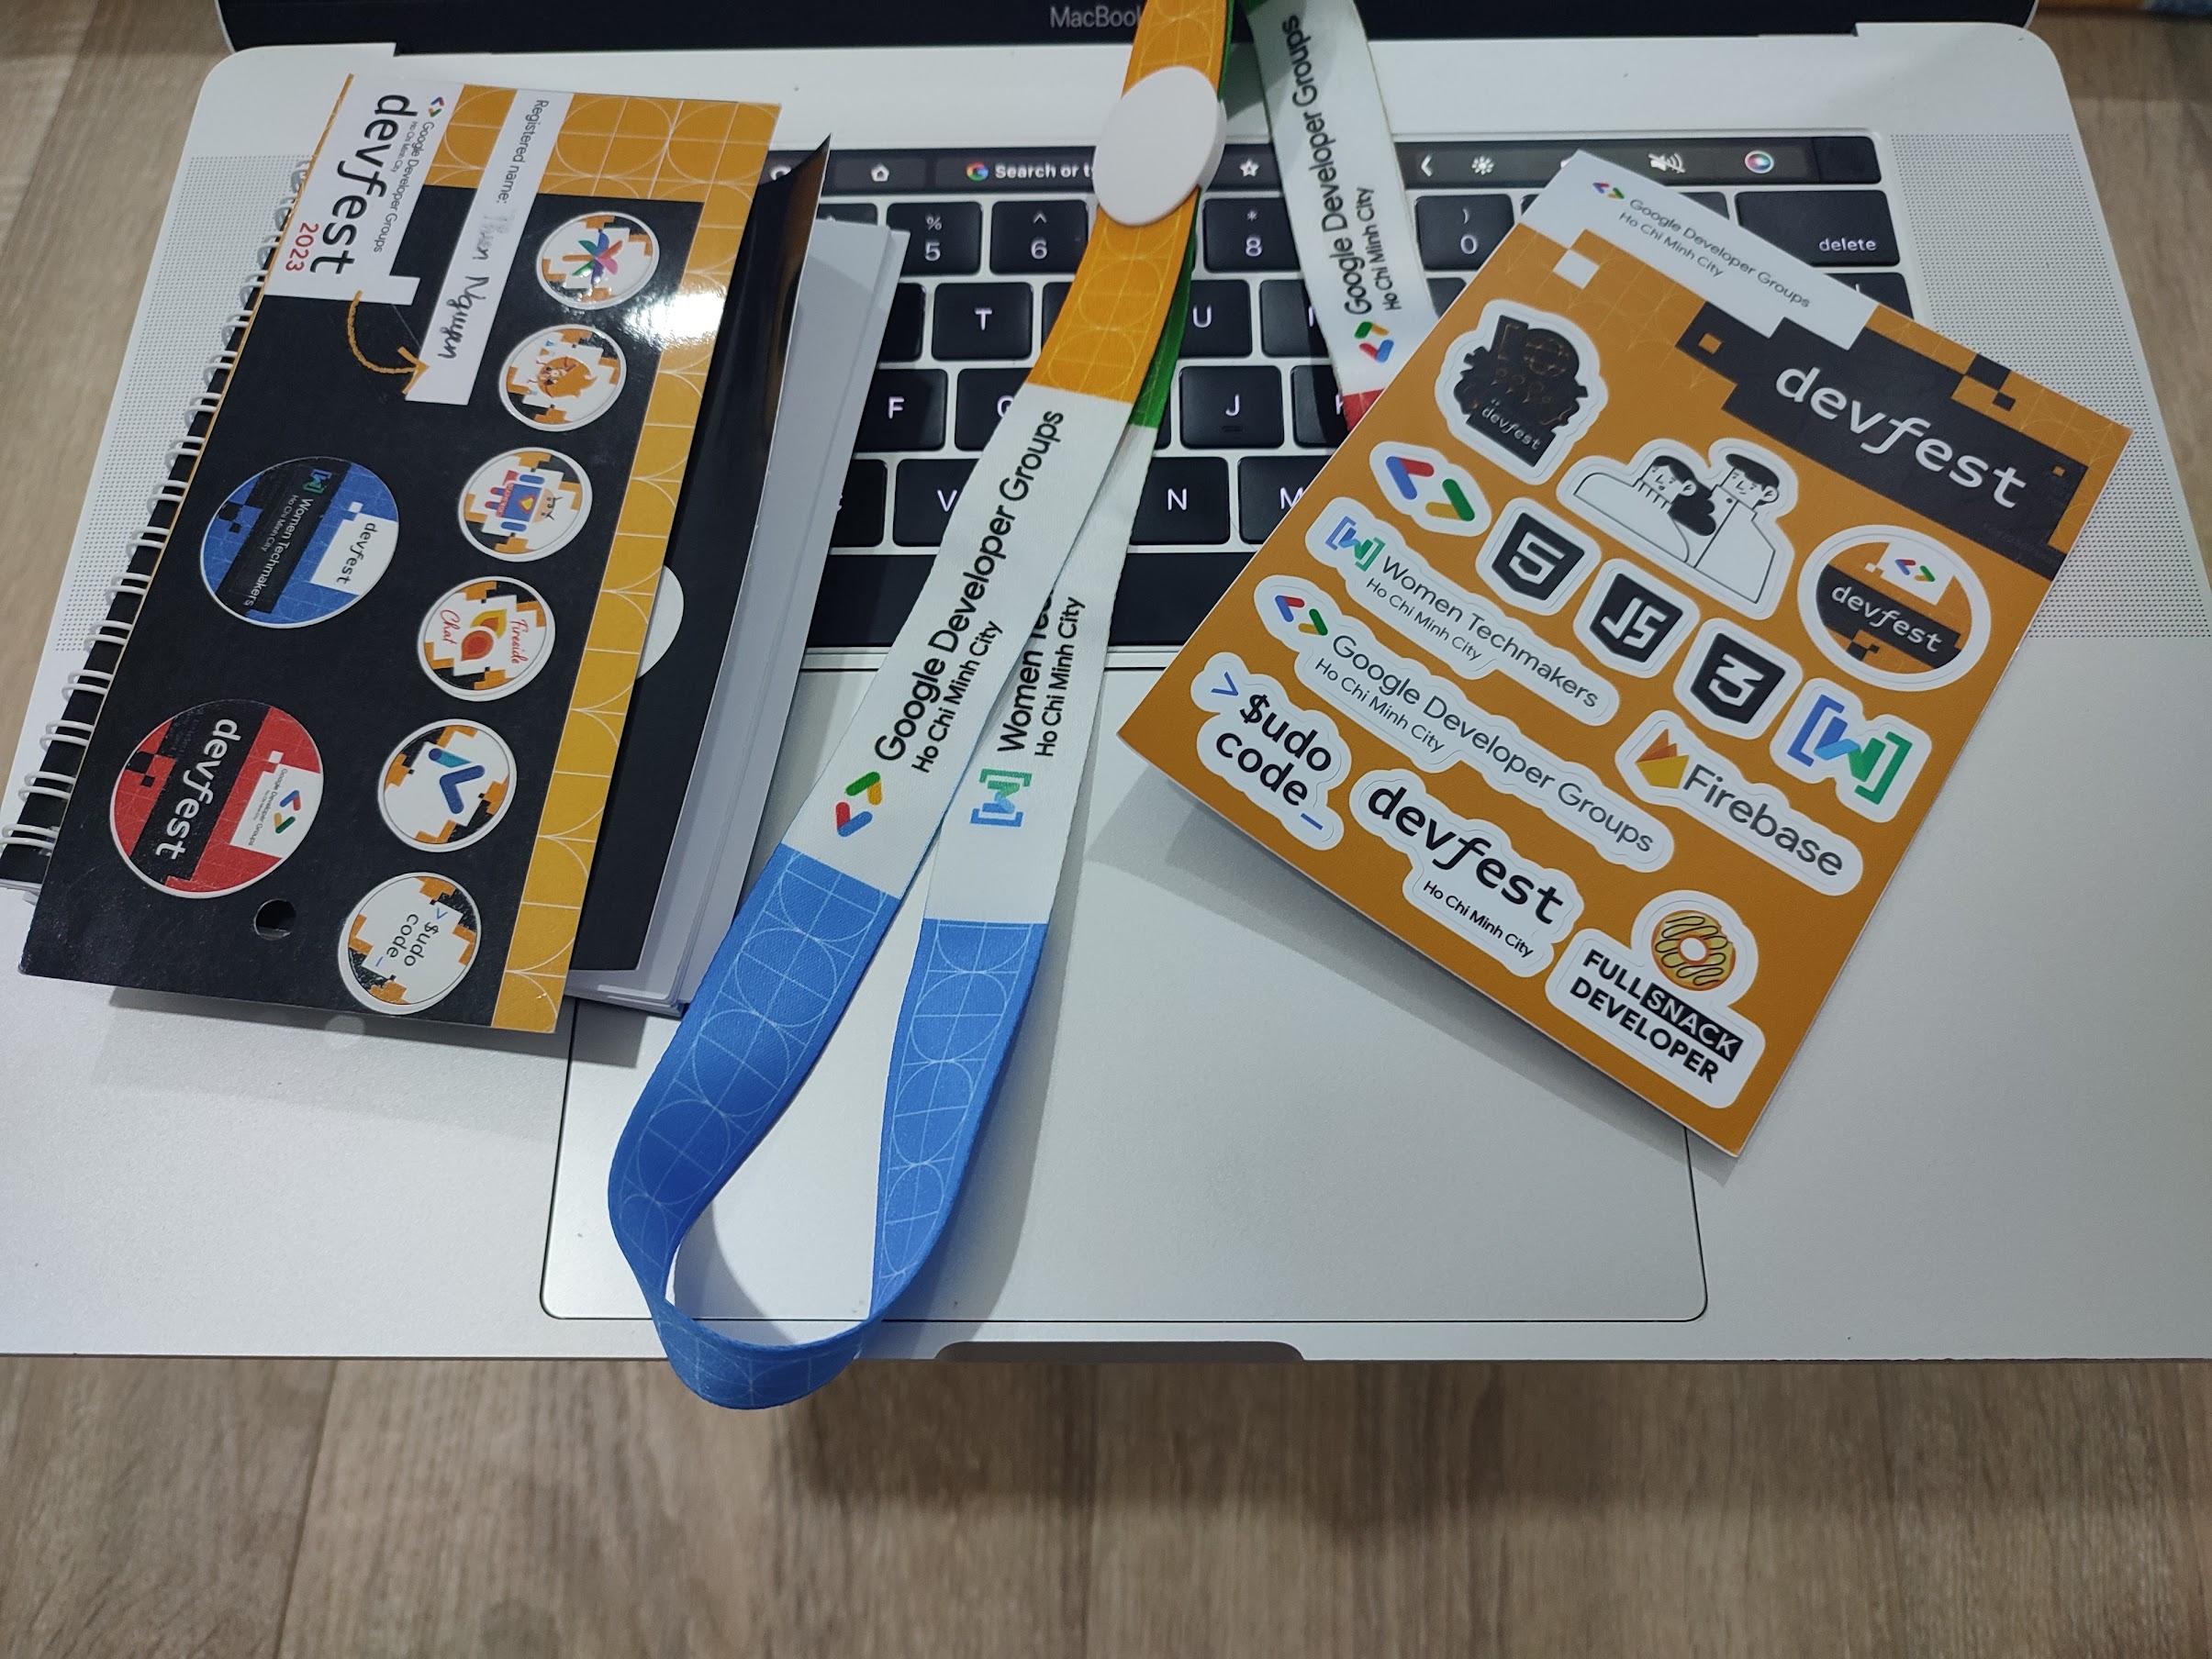 MacBook
Google Developer Groups
Ho Chi Minh City
devfest
2023
Registered name:
Nguyen
devfest
Women Techmakers
Ho Chi Minh City
Fireside
Chat
Google Developer Groups
devfest
> $udo
code_
Search or t
%
5
^
6
*
8
)
0
delete
T
U
F
J
V
N
M
Google Developer Groups
Ho Chi Minh City
Google Developer Groups
Ho Chi Minh City
Women
Ho Chi Minh City
Google Developer Groups
Ho Chi Minh City
devfest
devfest
5
JS
3
devfest
Women Techmakers
Ho Chi Minh City
Google Developer Groups
Ho Chi Minh City
Firebase
> $udo
code_
devfest
Ho Chi Minh City
FULLSNACK
DEVELOPER